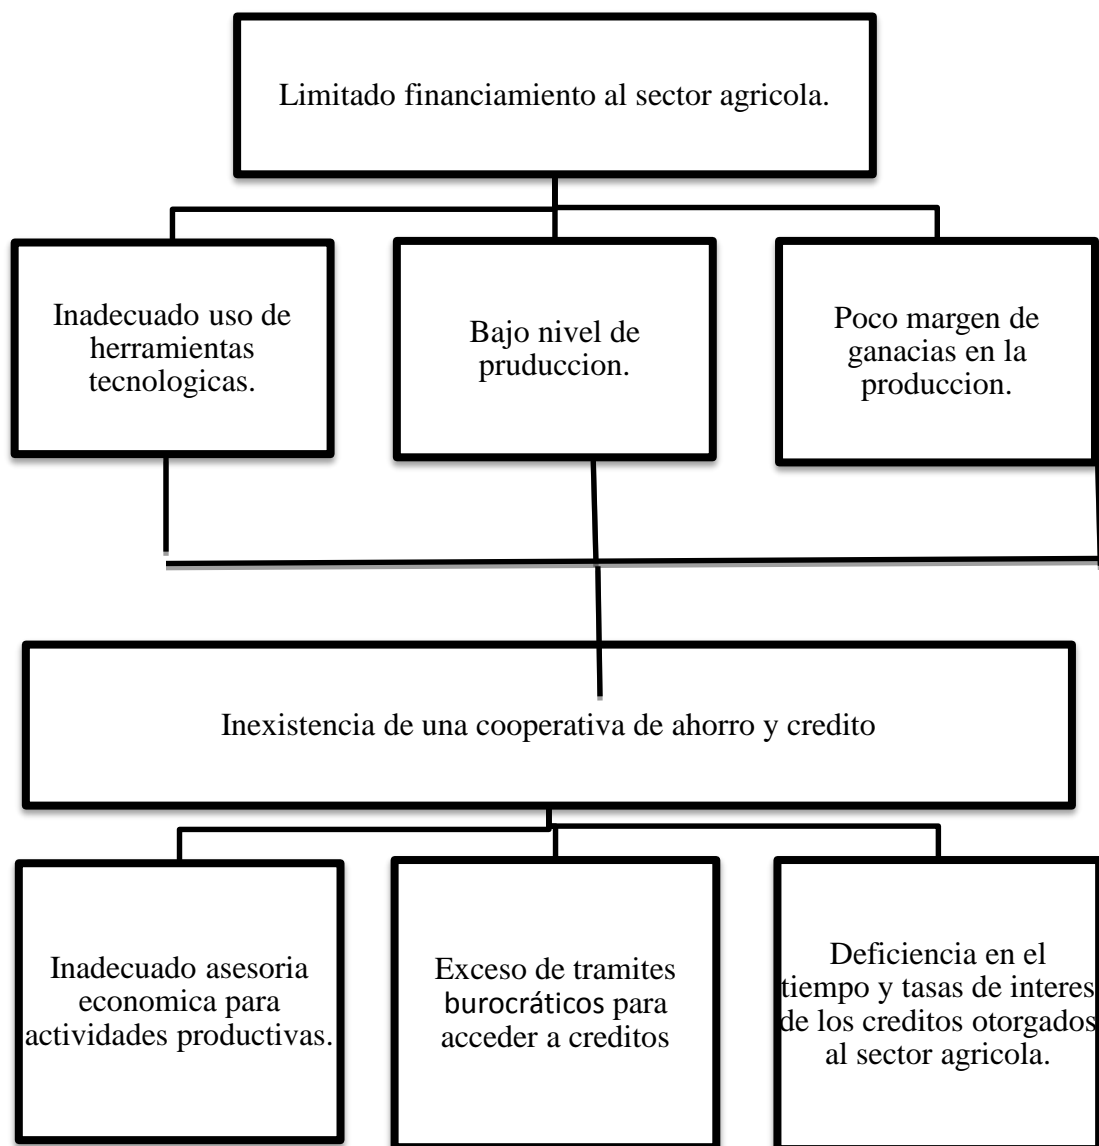 Limitado financiamiento al sector agricola.
Inadecuado uso de
herramientas
tecnologicas.
Bajo nivel de
pruduccion.
Poco margen de
ganacias en la
produccion.
Inexistencia de una cooperativa de ahorro y credito
Inadecuado asesoria
economica para
actividades productivas.
Exceso de tramites
burocráticos para
acceder a creditos
Deficiencia en el
tiempo y tasas de interes
de los creditos otorgados
al sector agricola.